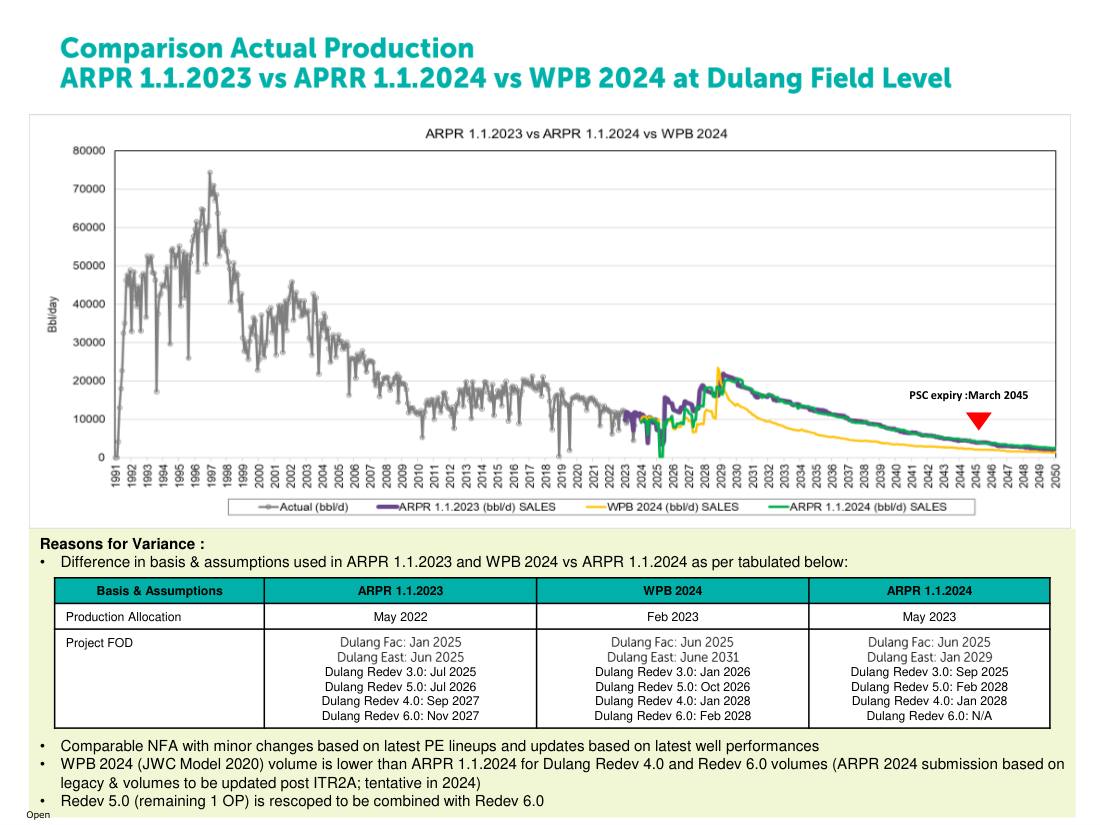 Comparison Actual Production
ARPR 1.1.2023 vs APRR 1.1.2024 vs WPB 2024 at Dulang Field Level
ARPR 1.1.2023 vs ARPR 1.1.2024 vs WPB 2024
80000
70000
60000
50000
40000
30000
20000
10000
0
Bbl/day
PSC expiry :March 2045
1991 1992 1993 1994 1995 1996 1997 1998 1999 2000 2001 2002 2003 2004 2005 2006 2007 2008 2009 2010 2011 2012 2013 2014 2015 2016 2017 2018 2019 2020 2021 2022 2023 2024 2025 2026 2027 2028 2029 2030 2031 2032 2033 2034 2035 2036 2037 2038 2039 2040 2041 2042 2043 2044 2045 2046 2047 2048 2049 2050
Actual (bbl/d) ARPR 1.1.2023 (bbl/d) SALES WPB 2024 (bbl/d) SALES ARPR 1.1.2024 (bbl/d) SALES
Reasons for Variance :
• Difference in basis & assumptions used in ARPR 1.1.2023 and WPB 2024 vs ARPR 1.1.2024 as per tabulated below:
Basis & Assumptions ARPR 1.1.2023 WPB 2024 ARPR 1.1.2024
Production Allocation May 2022 Feb 2023 May 2023
Project FOD Dulang Fac: Jan 2025 Dulang Fac: Jun 2025 Dulang Fac: Jun 2025
Dulang East: Jun 2025 Dulang East: June 2031 Dulang East: Jan 2029
Dulang Redev 3.0: Jul 2025 Dulang Redev 3.0: Jan 2026 Dulang Redev 3.0: Sep 2025
Dulang Redev 5.0: Jul 2026 Dulang Redev 5.0: Oct 2026 Dulang Redev 5.0: Feb 2028
Dulang Redev 4.0: Sep 2027 Dulang Redev 4.0: Jan 2028 Dulang Redev 4.0: Jan 2028
Dulang Redev 6.0: Nov 2027 Dulang Redev 6.0: Feb 2028 Dulang Redev 6.0: N/A
• Comparable NFA with minor changes based on latest PE lineups and updates based on latest well performances
• WPB 2024 (JWC Model 2020) volume is lower than ARPR 1.1.2024 for Dulang Redev 4.0 and Redev 6.0 volumes (ARPR 2024 submission based on
legacy & volumes to be updated post ITR2A; tentative in 2024)
• Redev 5.0 (remaining 1 OP) is rescoped to be combined with Redev 6.0
Open